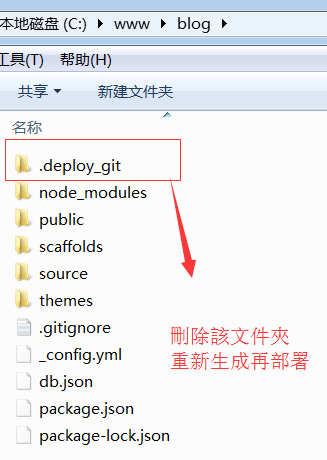 本地磁盘 (C:) ▸ www ▸ blog ▸
工具(T) 帮助(H)
共享 新建文件夹
名称
.deploy_git
node_modules
public
scaffolds
source
themes
.gitignore
_config.yml
db.json
package.json
package-lock.json
刪除該文件夾
重新生成再部署